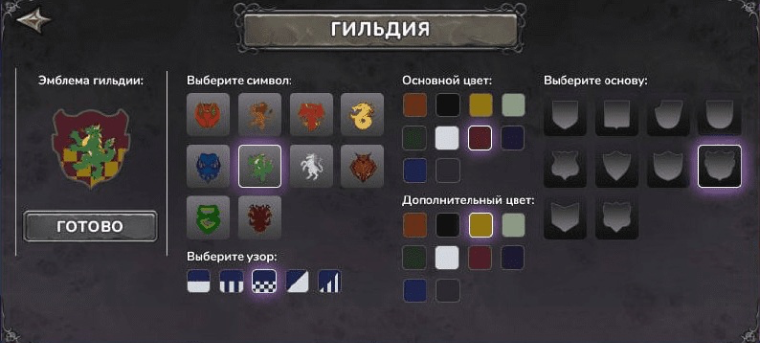 ГИЛЬДИЯ
Эмблема гильдии:
ГОТОВО
Выберите символ:
Выберите узор:
Основной цвет:
Дополнительный цвет:
Выберите основу: